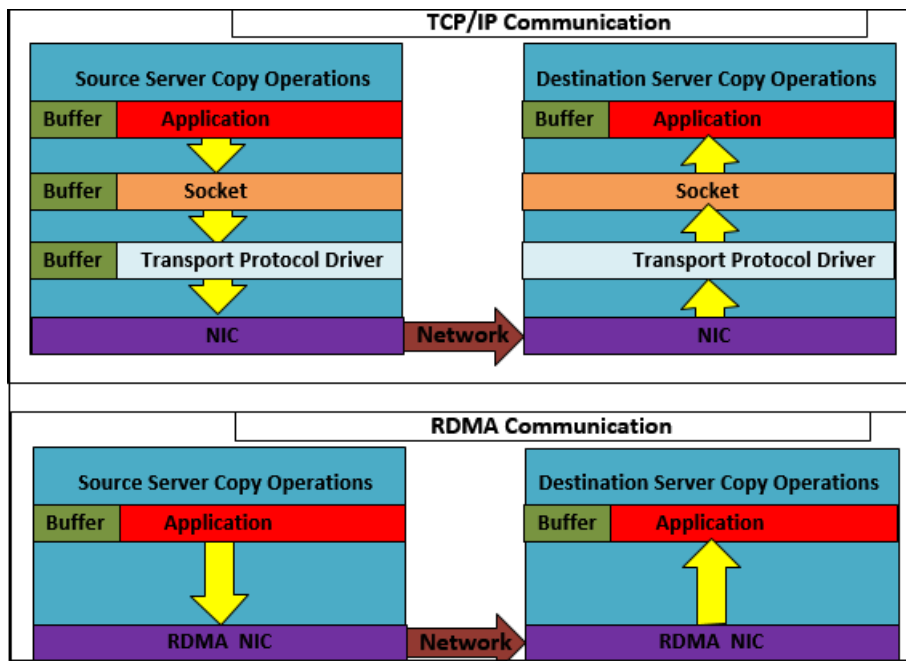 TCP/IP Communication
Source Server Copy Operations
Destination Server Copy Operations
Buffer Application
Buffer Application
Buffer Socket
Socket
Buffer Transport Protocol Driver
Transport Protocol Driver
NIC
Network
NIC
RDMA Communication
Source Server Copy Operations
Destination Server Copy Operations
Buffer Application
Buffer Application
RDMA NIC
Network
RDMA NIC